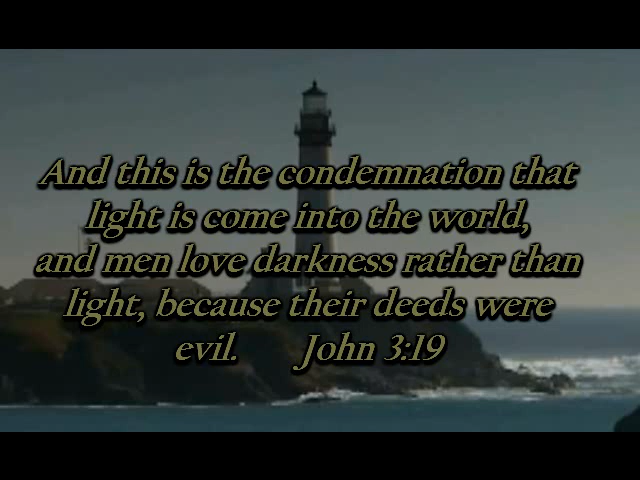 And this is the condemnation that
light is come into the world,
and men love darkness rather than
light, because their deeds were
evil. John 3:19